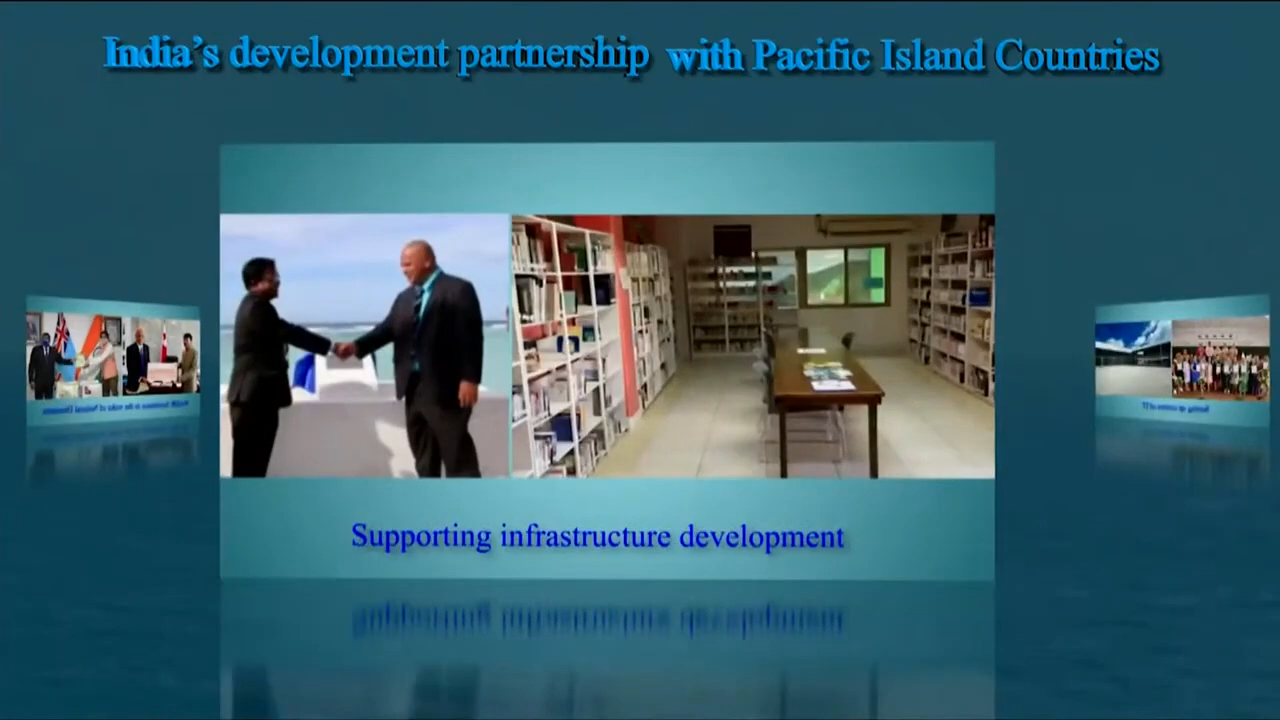 India's development partnership with Pacific Island Countries
Supporting infrastructure development